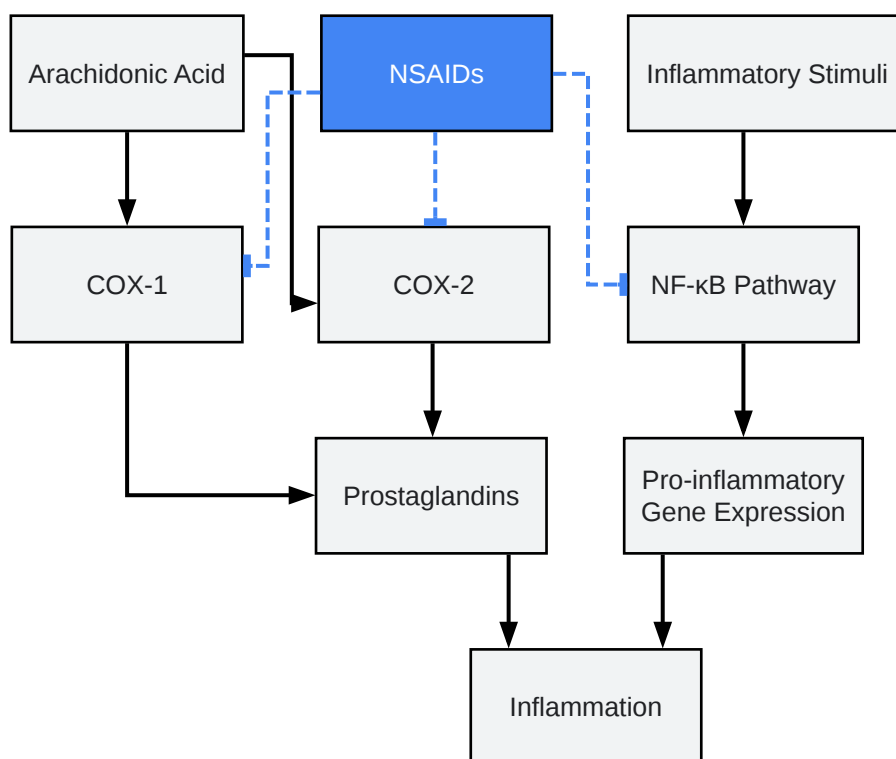 Arachidonic Acid
NSAIDs
Inflammatory Stimuli
COX-1
COX-2
NF-κB Pathway
Prostaglandins
Pro-inflammatory
Gene Expression
Inflammation